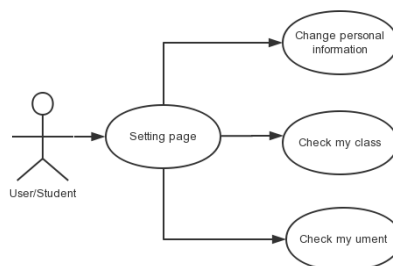 Change personal
information
Setting page
Check my class
User/Student
Check my ument